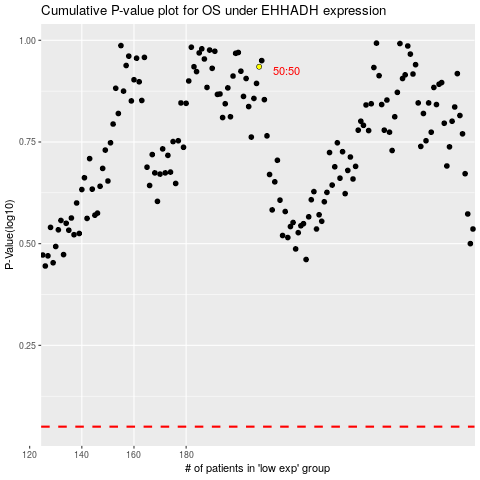 Cumulative P-value plot for OS under EHHADH expression
1.00
50:50
0.75
P-Value(log10)
0.50
0.25
120 140 160 180
# of patients in 'low exp' group